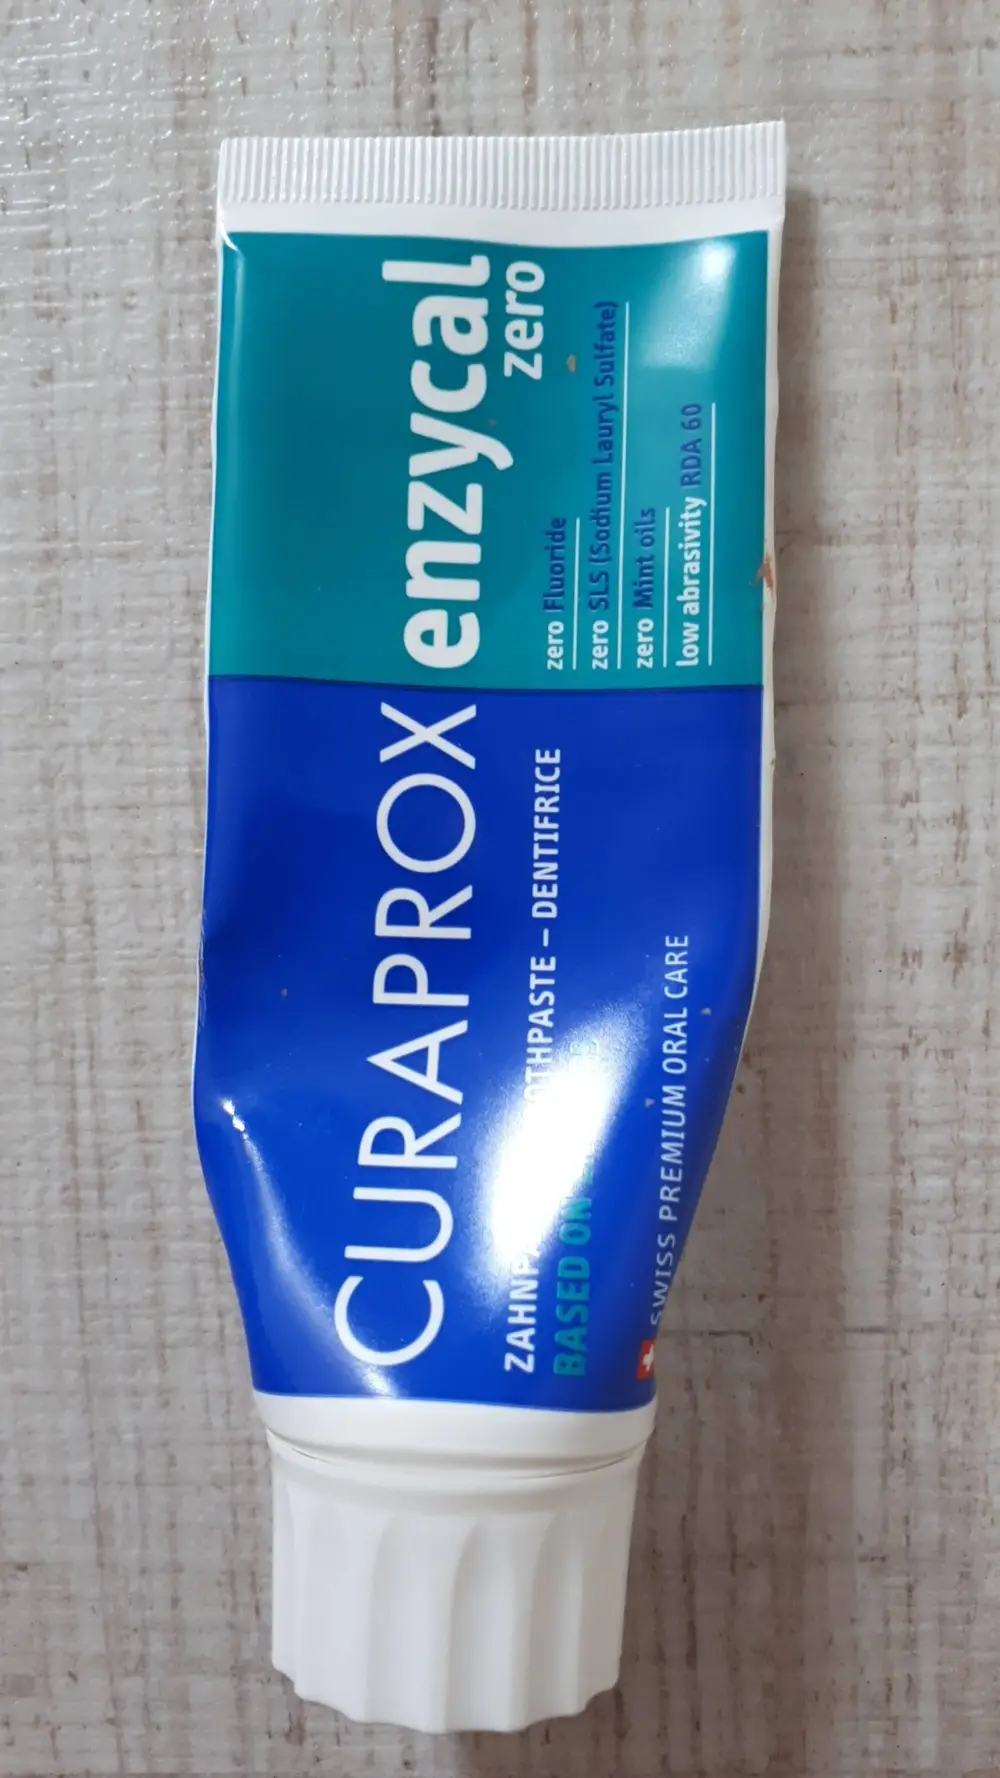 CURAPROX enzycal
zero
ZAHNPA OTHPASTE – DENTIFRICE
BASED ON
SWISS PREMIUM ORAL CARE
zero Fluoride
zero SLS (Sodium Lauryl Sulfate)
zero Mint oils
low abrasivity RDA 60